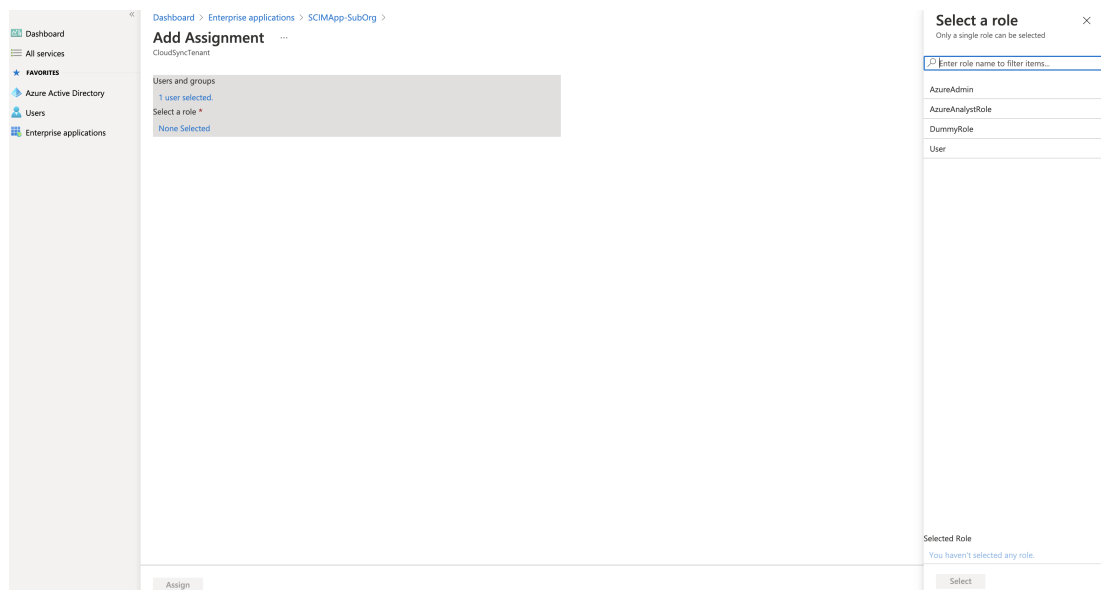 «
Dashboard
All services
FAVORITES
Azure Active Directory
Users
Enterprise applications
Dashboard > Enterprise applications > SCIMApp-SubOrg >
Add Assignment ...
CloudSyncTenant
Users and groups
1 user selected.
Select a role *
None Selected
Assign
Select a role
Only a single role can be selected
Enter role name to filter items...
AzureAdmin
AzureAnalystRole
DummyRole
User
Selected Role
You haven't selected any role.
Select